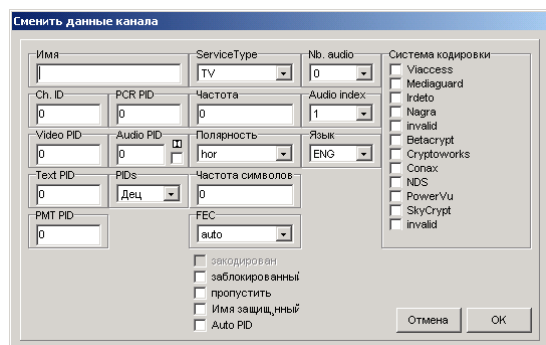 Сменить данные канала
Имя ServiceType Nb. audio Система кодировки
TV 0 Viaccess
Mediaguard
Ch. ID PCR PID Частота Audio index Irdeto
0 0 0 1 Nagra
invalid
Video PID Audio PID Полярность Язык Betacrypt
0 0 hor ENG Cryptoworks
Conax
Text PID PIDs Частота символов NDS
0 Дец 0 PowerVu
SkyCrypt
PMT PID FEC invalid
0 auto
закодирован
заблокированный
пропустить
Имя защищ,нный
Auto PID
Отмена OK